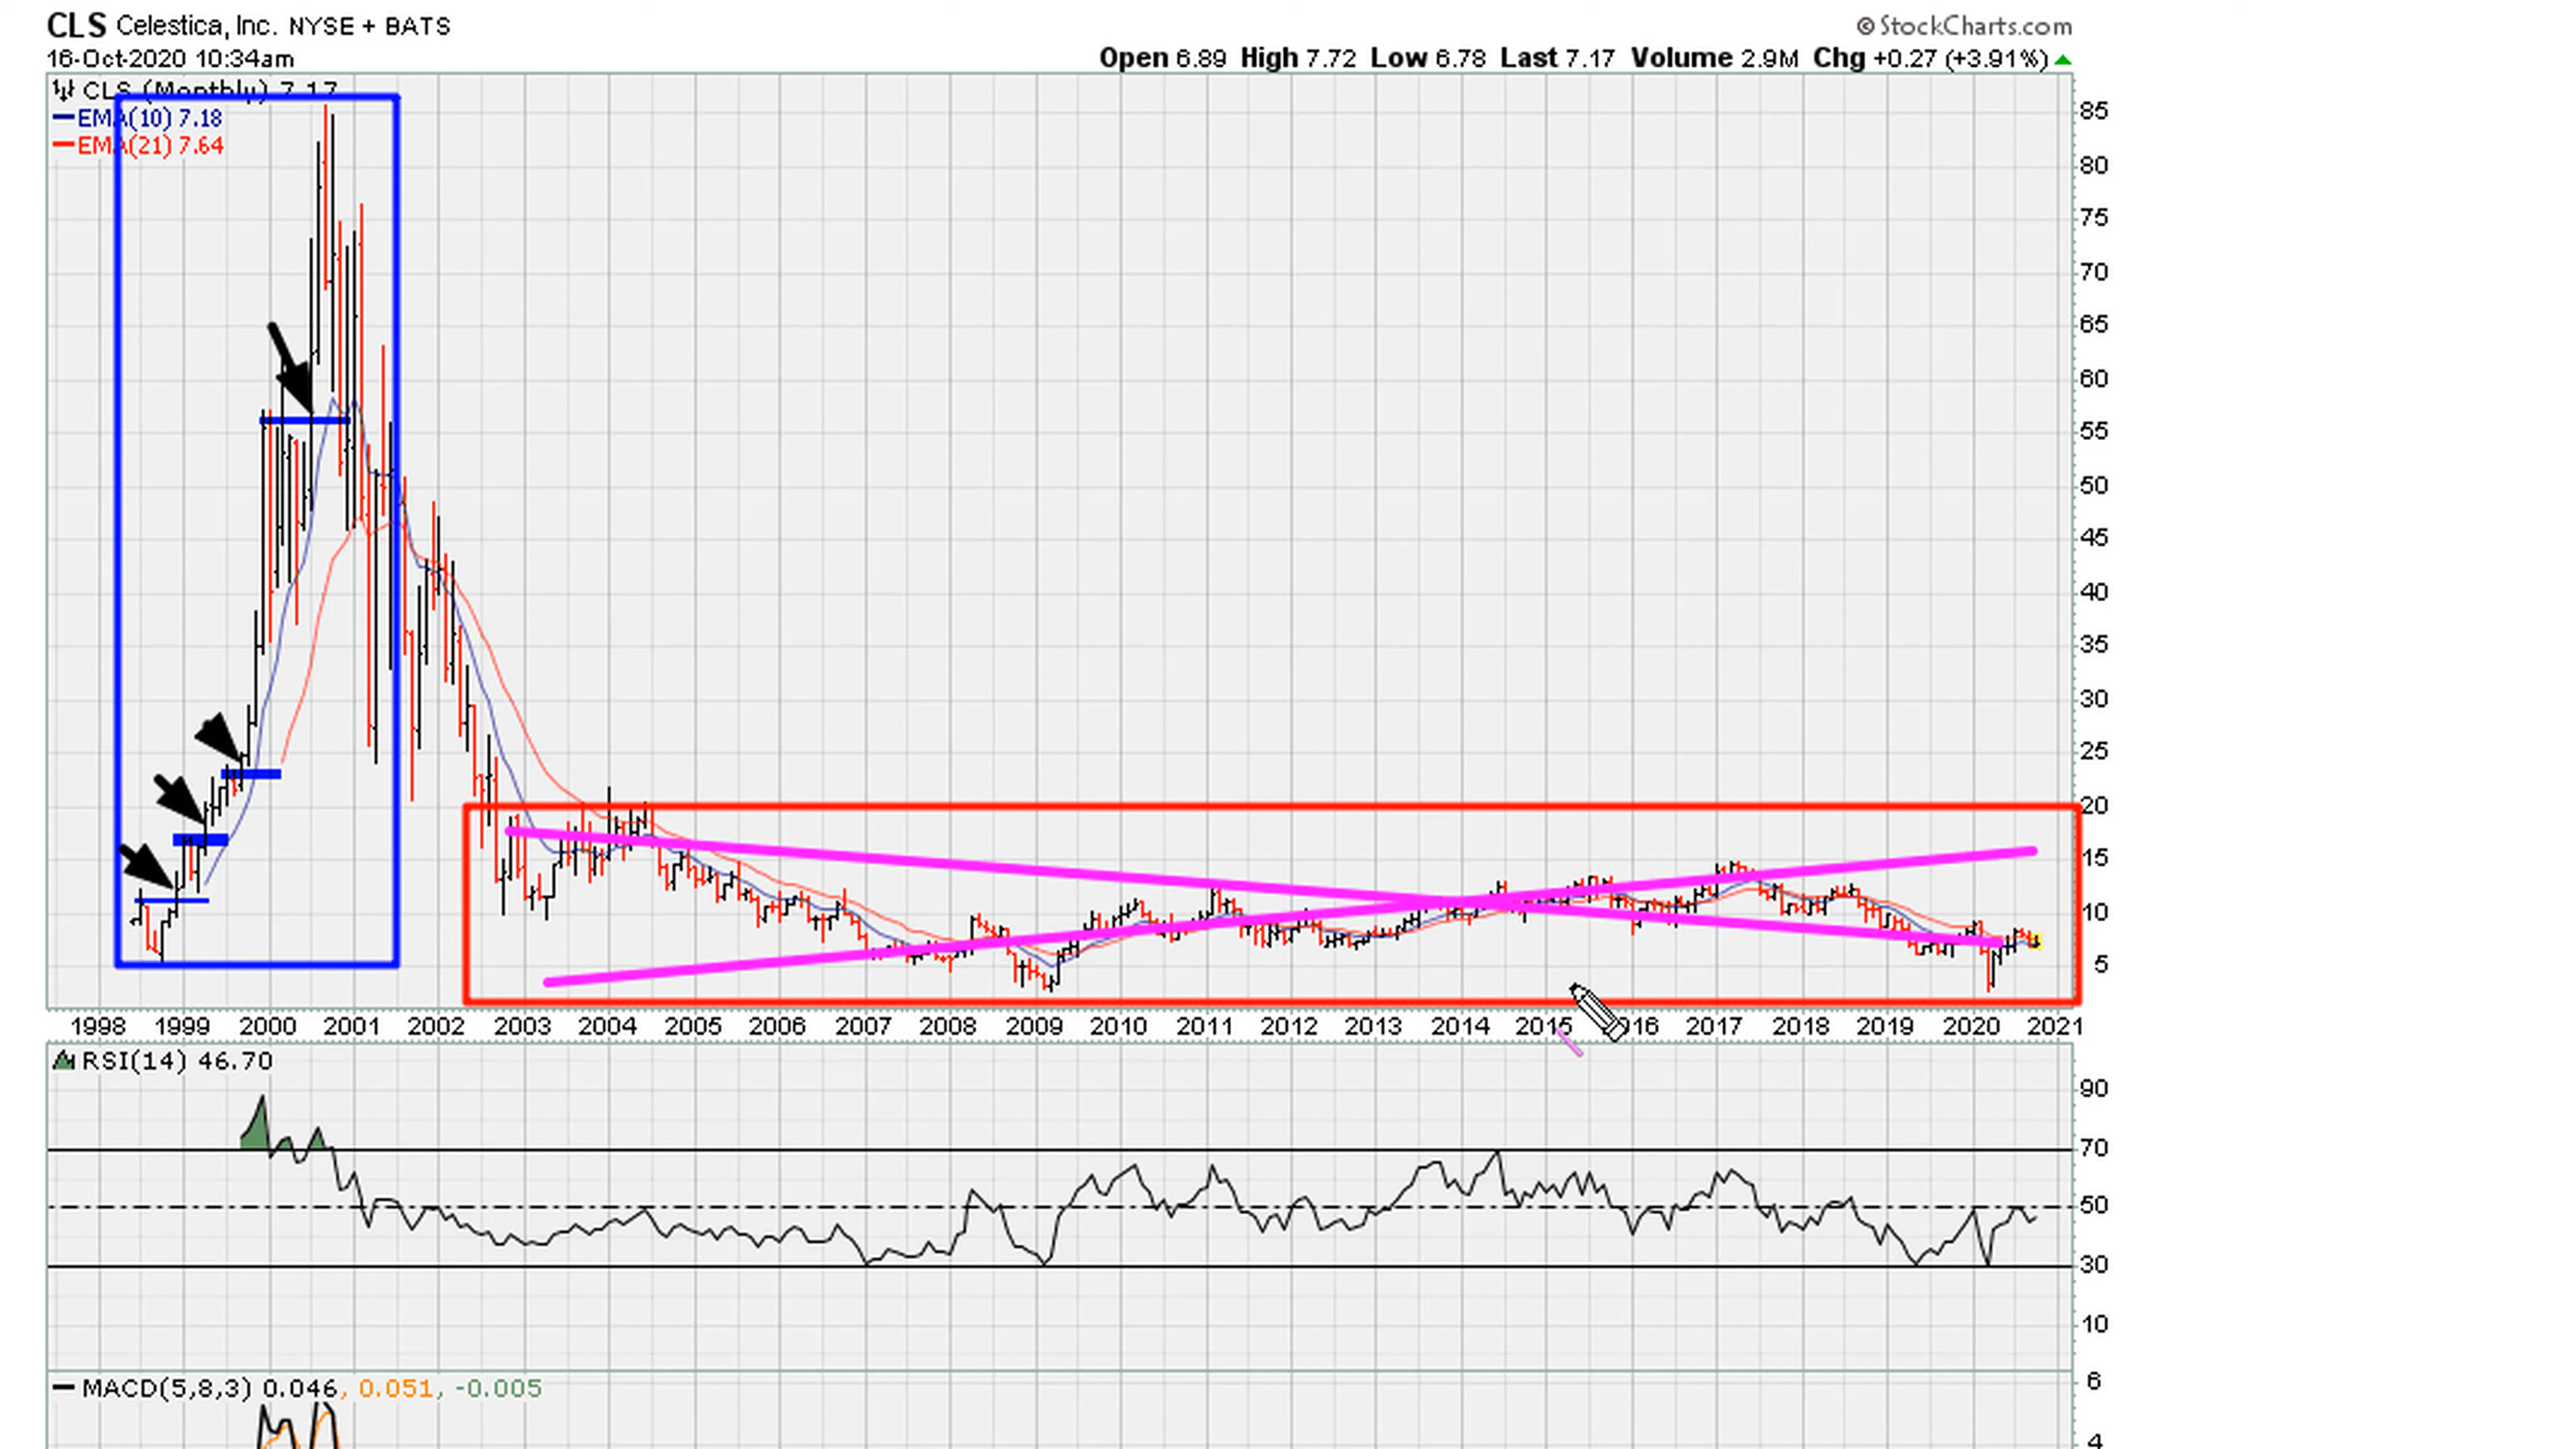 CLS Celestica, Inc. NYSE + BATS
© StockCharts.com
16-Oct-2020 10:34am
Open 6.89 High 7.72 Low 6.78 Last 7.17 Volume 2.9M Chg +0.27 (+3.91%)
CLS (Monthly) 7.17
EMA(10) 7.18
EMA(21) 7.64
85
80
75
70
65
60
55
50
45
40
35
30
25
20
15
10
5
1998 1999 2000 2001 2002 2003 2004 2005 2006 2007 2008 2009 2010 2011 2012 2013 2014 2015 2016 2017 2018 2019 2020 2021
RSI(14) 46.70
90
70
50
30
10
MACD(5,8,3) 0.046, 0.051, -0.005
6
4